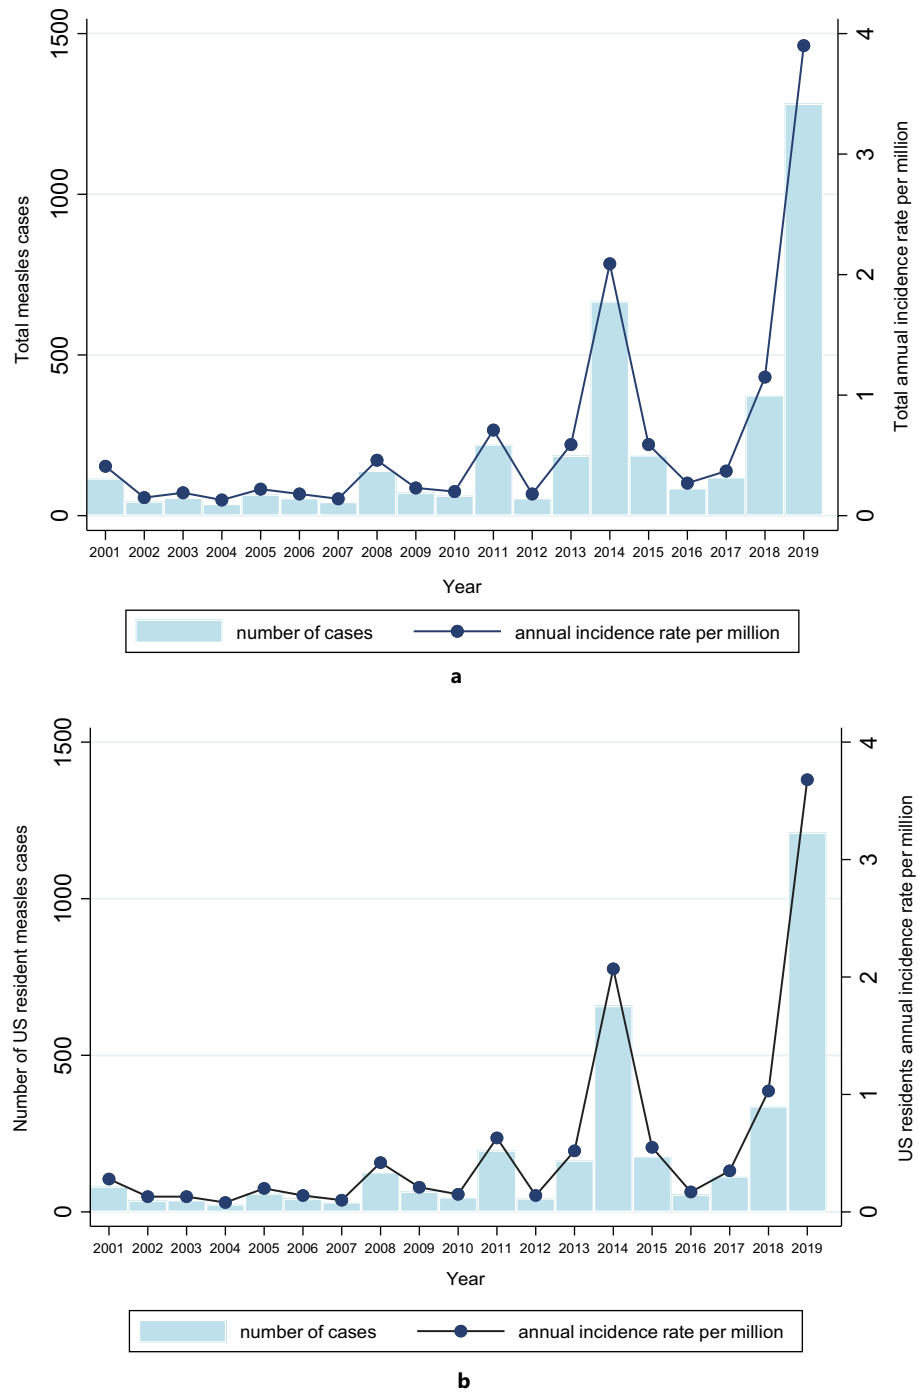 Total measles cases
1500
1000
500
0
4
3
2
1
0
Total annual incidence rate per million
2001 2002 2003 2004 2005 2006 2007 2008 2009 2010 2011 2012 2013 2014 2015 2016 2017 2018 2019
Year
number of cases annual incidence rate per million
a
Number of US resident measles cases
1500
1000
500
0
4
3
2
1
0
US residents annual incidence rate per million
2001 2002 2003 2004 2005 2006 2007 2008 2009 2010 2011 2012 2013 2014 2015 2016 2017 2018 2019
Year
number of cases annual incidence rate per million
b